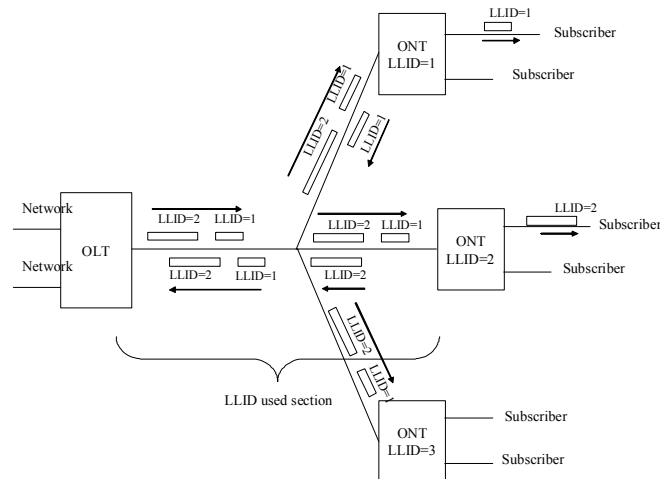 LLID=1
Subscriber
ONT
LLID=1
Subscriber
LLID=1
LLID=2
LLID=1
LLID=2
Subscriber
Network
LLID=2
LLID=1
LLID=2
LLID=1
OLT
ONT
LLID=2
Network
LLID=2
LLID=1
LLID=2
Subscriber
LLID=2
LLID=1
LLID used section
ONT
LLID=3
Subscriber
Subscriber